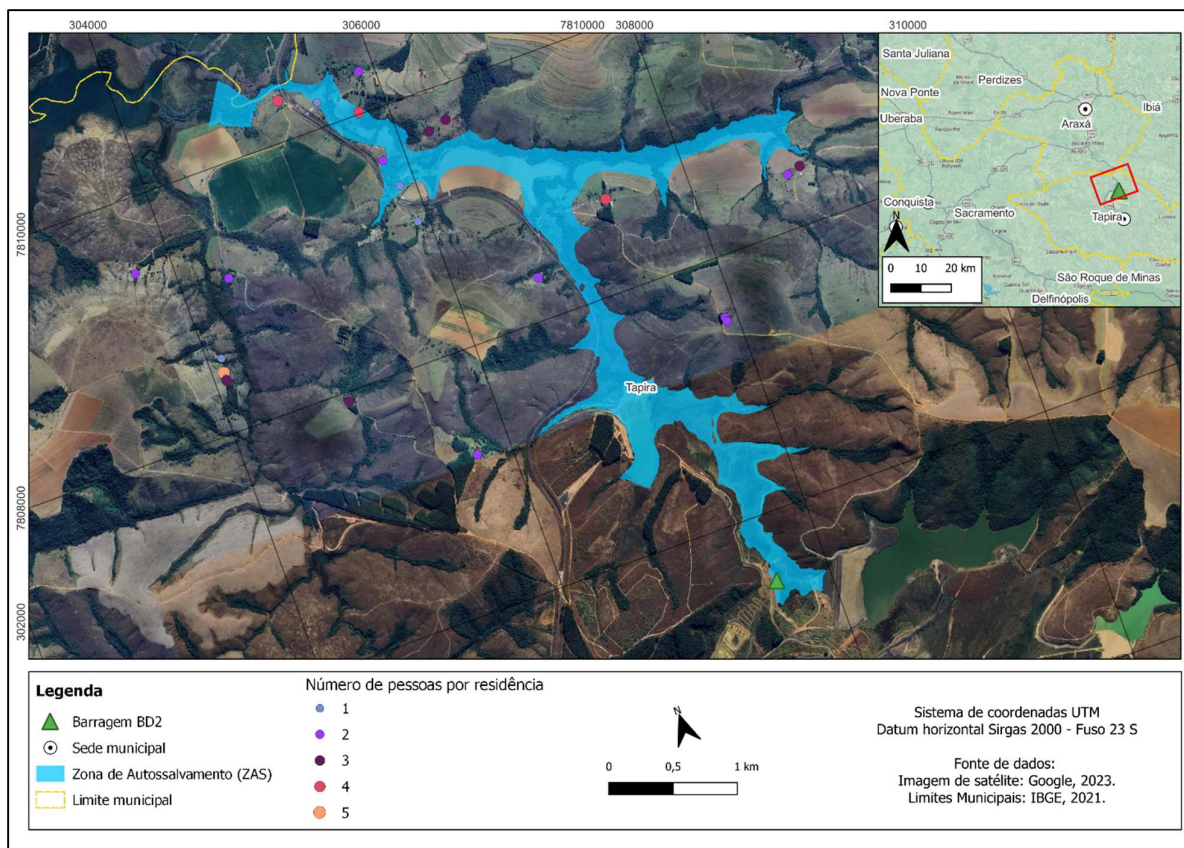 304000
306000
7810000
308000
310000
7810000
7808000
302000
Tapira
Santa Juliana
Perdizes
Nova Ponte
Ibiá
Uberaba
Araxá
Conquista
Sacramento
Tapira
N
0 10 20 km
São Roque de Minas
Delfinópolis
Legenda
Barragem BD2
Sede municipal
Zona de Autossalvamento (ZAS)
Limite municipal
Número de pessoas por residência
1
2
3
4
5
N
0 0,5 1 km
Sistema de coordenadas UTM
Datum horizontal Sirgas 2000 - Fuso 23 S
Fonte de dados:
Imagem de satélite: Google, 2023.
Limites Municipais: IBGE, 2021.